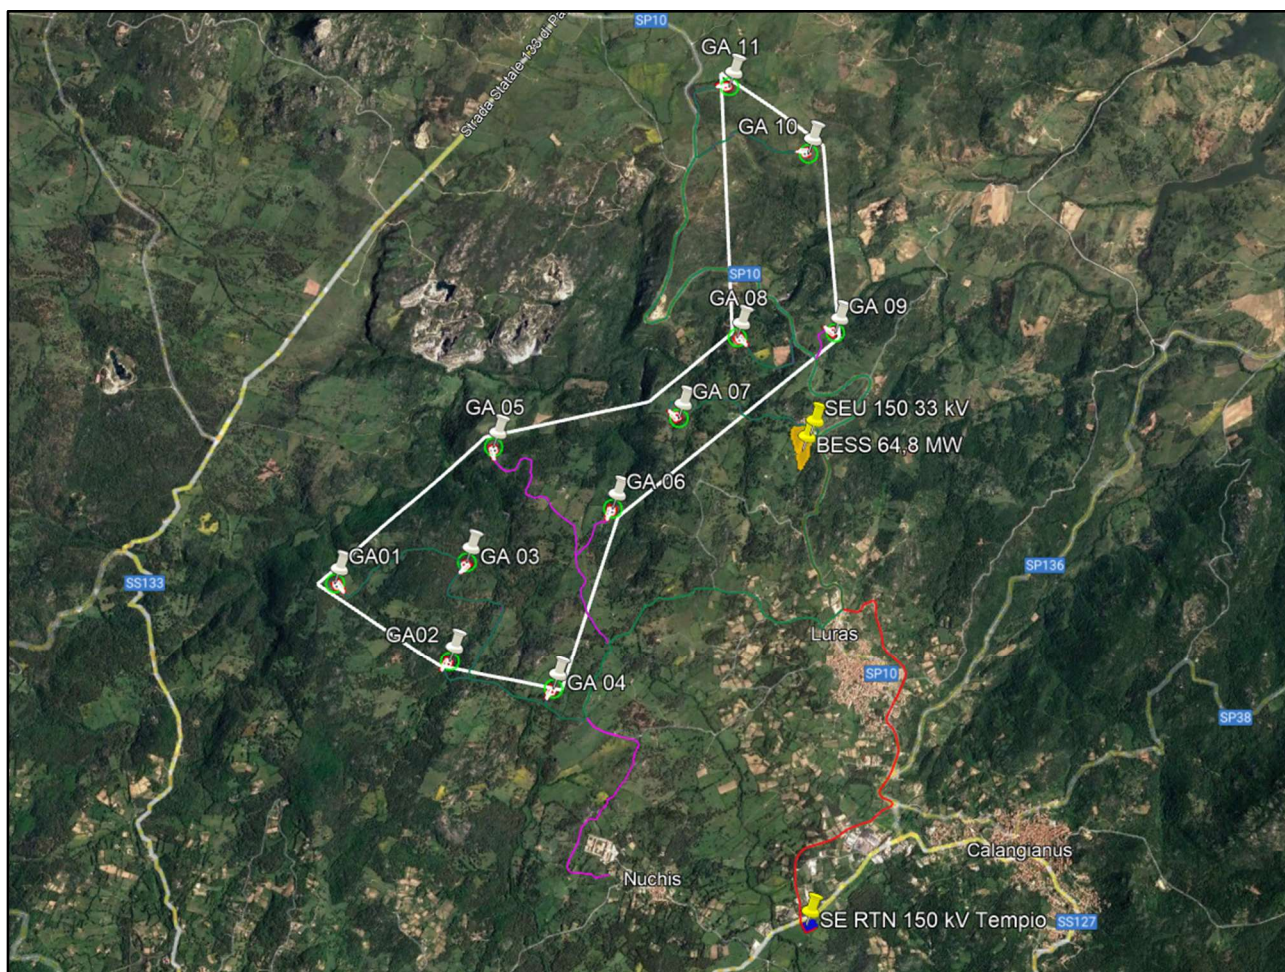 SP10
Strada Statale 133 di Pa
GA 11
GA 10
SP10
GA 08
GA 09
GA 07
GA 05
SEU 150 33 kV
BESS 64,8 MW
GA 06
GA01
GA 03
SS133
SP136
GA02
Luras
GA 04
SP10
SP38
Calangianus
Nuchis
SE RTN 150 kV Tempio
SS127